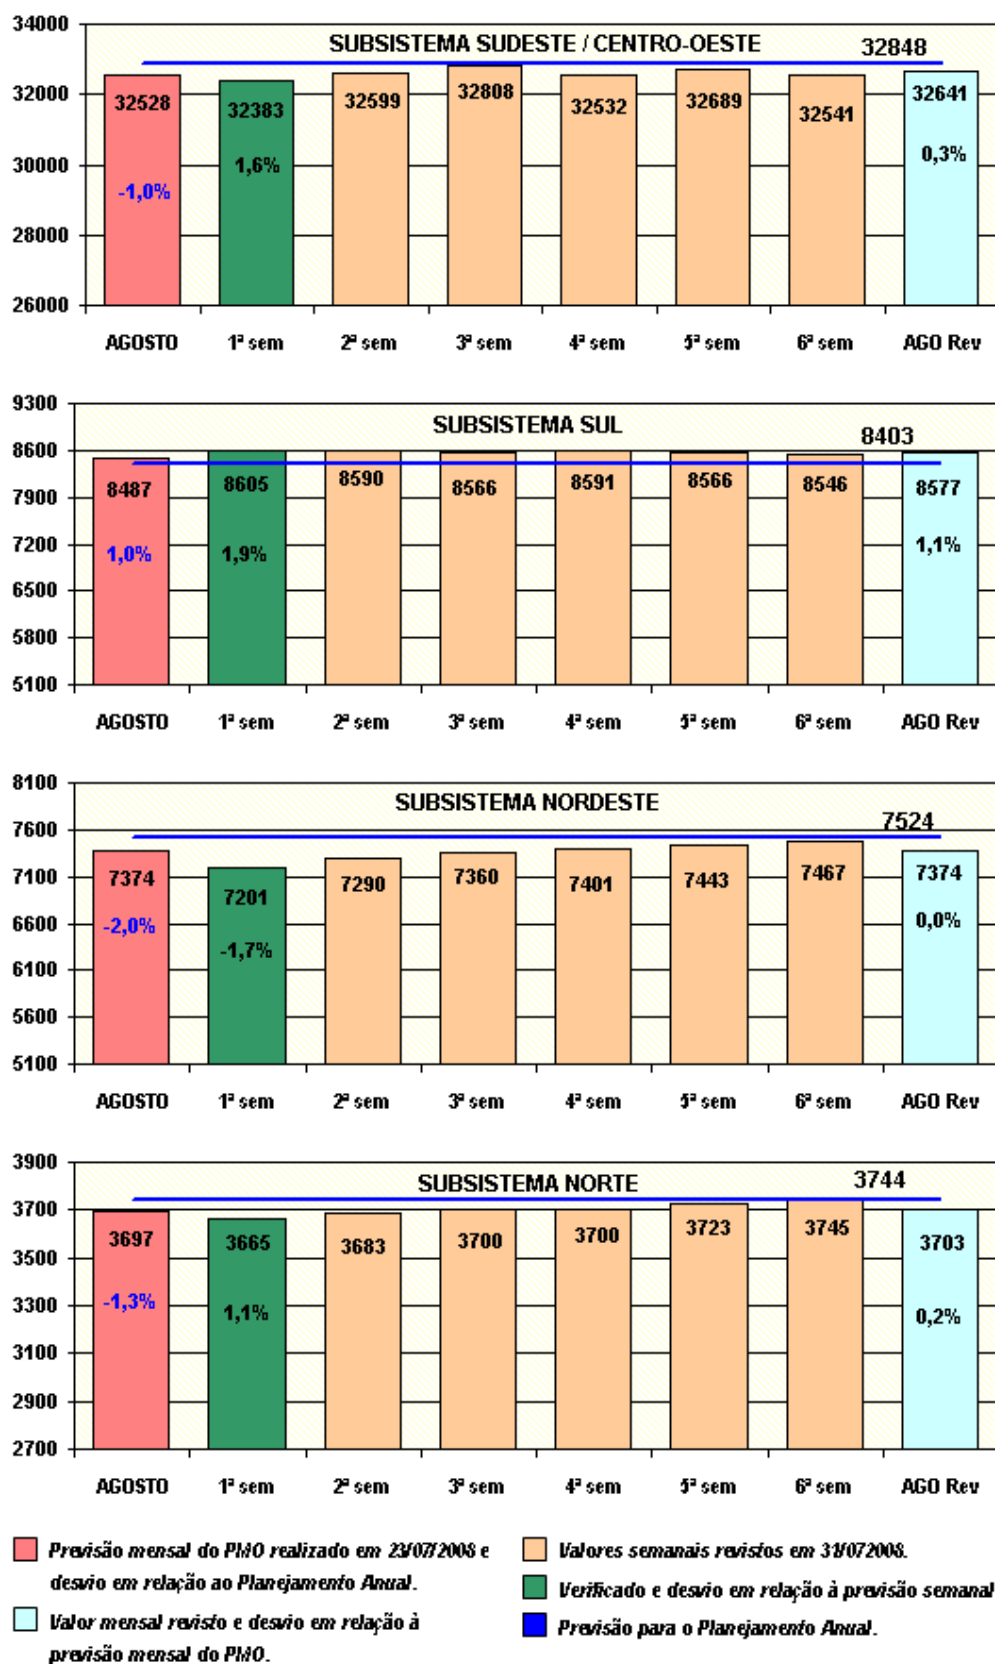 34000
SUBSISTEMA SUDESTE / CENTRO-OESTE 32848
32000
32528 32383 32599 32808 32532 32689 32541 32641
30000
-1,0% 1,6% 0,3%
28000
26000
AGOSTO 1ª sem 2ª sem 3ª sem 4ª sem 5ª sem 6ª sem AGO Rev
9300
SUBSISTEMA SUL 8403
8600
8487 8605 8590 8566 8591 8566 8546 8577
7900
7200
1,0% 1,9% 1,1%
6500
5800
5100
AGOSTO 1ª sem 2ª sem 3ª sem 4ª sem 5ª sem 6ª sem AGO Rev
8100
SUBSISTEMA NORDESTE 7524
7600
7100
7374 7201 7290 7360 7401 7443 7467 7374
6600
-2,0% -1,7% 0,0%
6100
5600
5100
AGOSTO 1ª sem 2ª sem 3ª sem 4ª sem 5ª sem 6ª sem AGO Rev
3900
SUBSISTEMA NORTE 3744
3700
3697 3665 3683 3700 3700 3723 3745 3703
3500
3300
-1,3% 1,1% 0,2%
3100
2900
2700
AGOSTO 1ª sem 2ª sem 3ª sem 4ª sem 5ª sem 6ª sem AGO Rev
Previsão mensal do PMO realizado em 23/07/2008 e
desvio em relação ao Planejamento Anual.
Valor mensal revisto e desvio em relação à
previsão mensal do PMO.
Valores semanais revistos em 31/072008.
Verificado e desvio em relação à previsão semanal
Previsão para o Planejamento Anual.